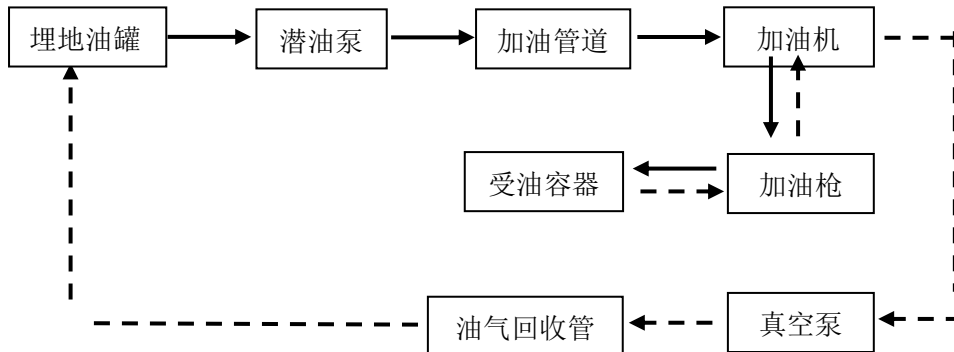 埋地油罐
潜油泵
加油管道
加油机
受油容器
加油枪
油气回收管
真空泵